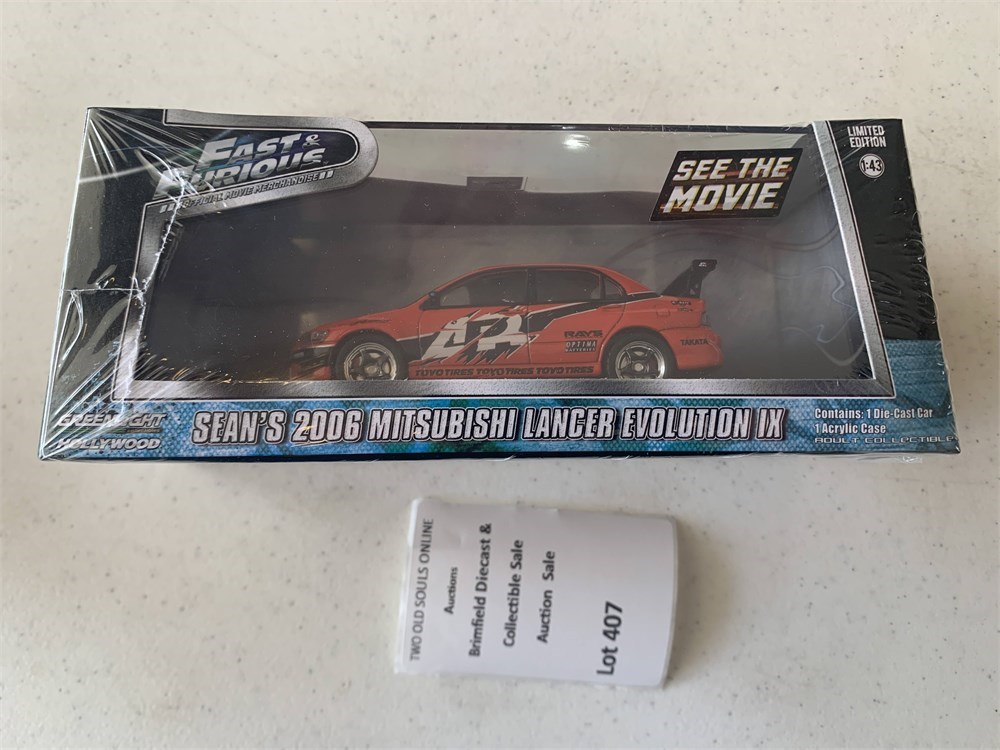 FAST &
FURIOUS
OFFICIAL MOVIE MERCHANDISE
SEE THE
MOVIE
LIMITED
EDITION
1:43
APR
RAYS
OPTIMA
BATTERIES
TAKATA
TOYO TIRES TOYO TIRES TOYO TIRES
GREENLIGHT
HOLLYWOOD
SEAN'S 2006 MITSUBISHI LANCER EVOLUTION IX
Contains: 1 Die-Cast Car
1 Acrylic Case
ADULT COLLECTIBLE
TWO OLD SOULS ONLINE
Auctions
Brimfield Diecast &
Collectible Sale
Auction Sale
Lot 407